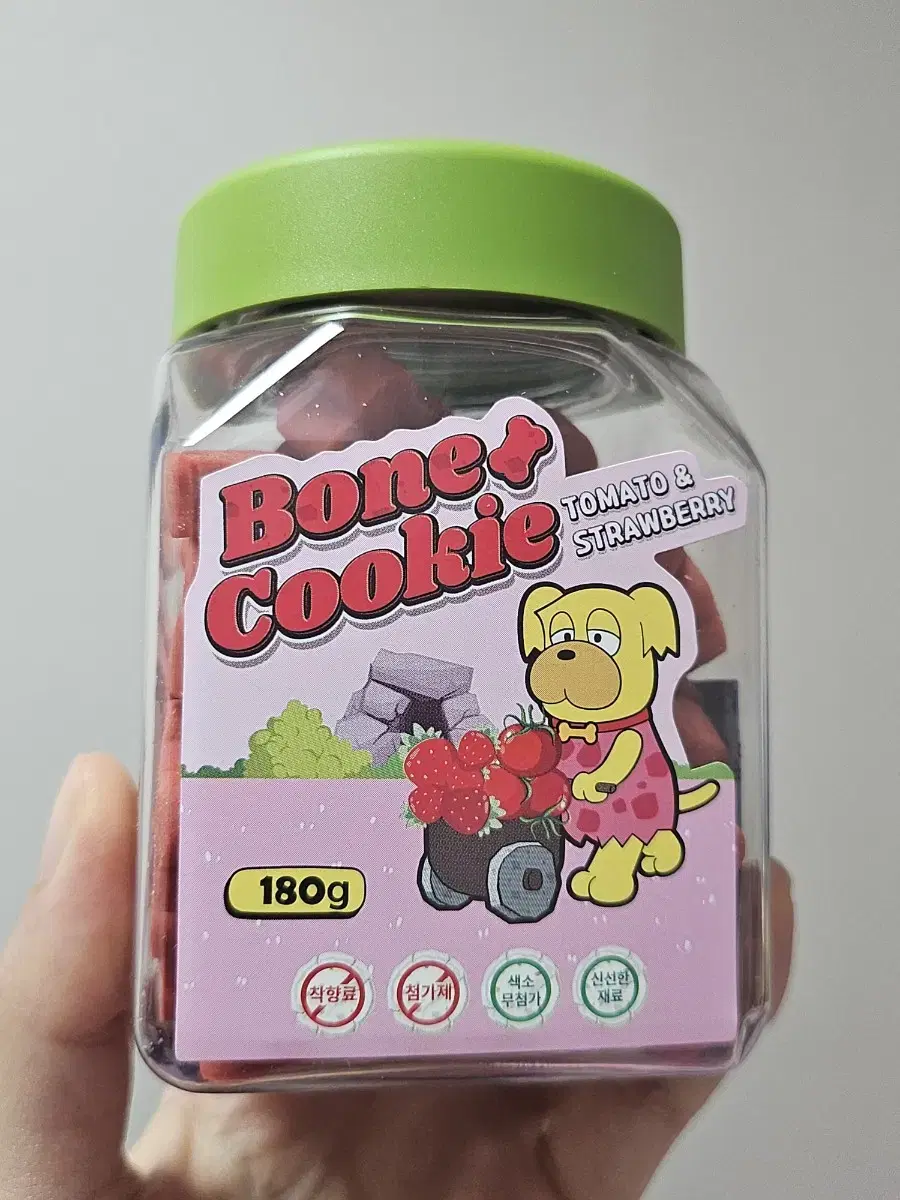 Bone
Cookie
TOMATO &
STRAWBERRY
180g
착향료
첨가제
색소
무첨가
신선한
재료